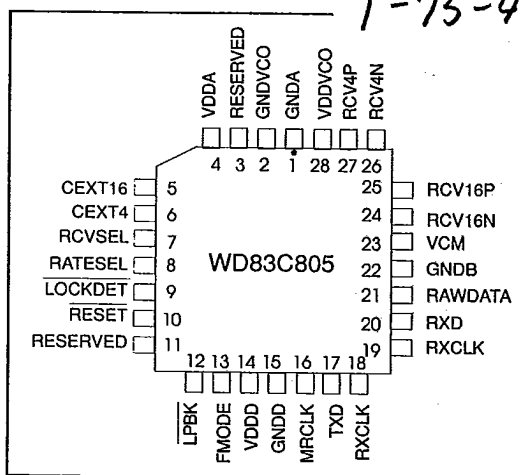 T-75-4
VDDA
RESERVED
GNDVCO
GNDA
VDDVCO
RCV4P
RCV4N
4 3 2 1 28 27 26
CEXT16 5
CEXT4 6
RCVSEL 7
RATESEL 8
LOCKDET 9
RESET 10
RESERVED 11
WD83C805
25 RCV16P
24 RCV16N
23 VCM
22 GNDB
21 RAWDATA
20 RXD
19 RXCLK
12 13 14 15 16 17 18
LPBK
FMODE
VDDD
GNDD
MRCLK
TXD
RXCLK